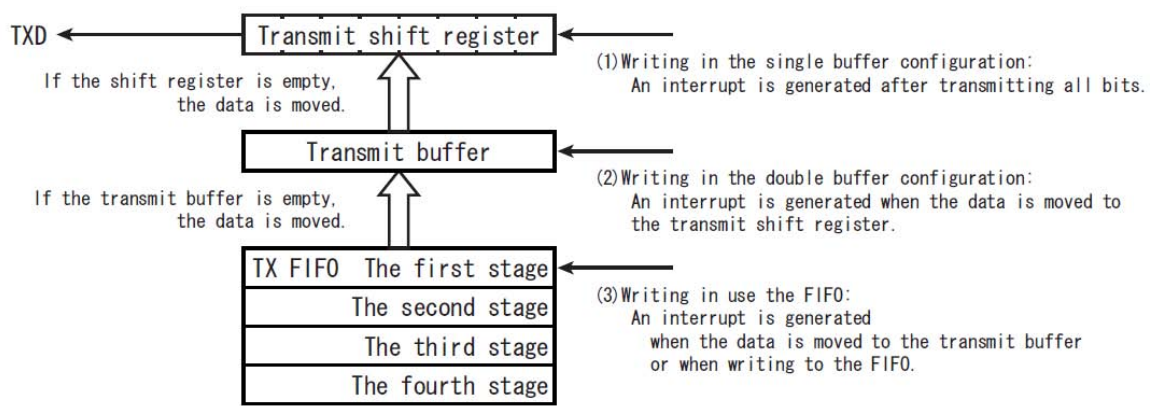 TXD
Transmit shift register
(1)Writing in the single buffer configuration:
An interrupt is generated after transmitting all bits.
If the shift register is empty,
the data is moved.
Transmit buffer
(2)Writing in the double buffer configuration:
An interrupt is generated when the data is moved to
the transmit shift register.
If the transmit buffer is empty,
the data is moved.
TX FIFO The first stage
The second stage
The third stage
The fourth stage
(3)Writing in use the FIFO:
An interrupt is generated
when the data is moved to the transmit buffer
or when writing to the FIFO.